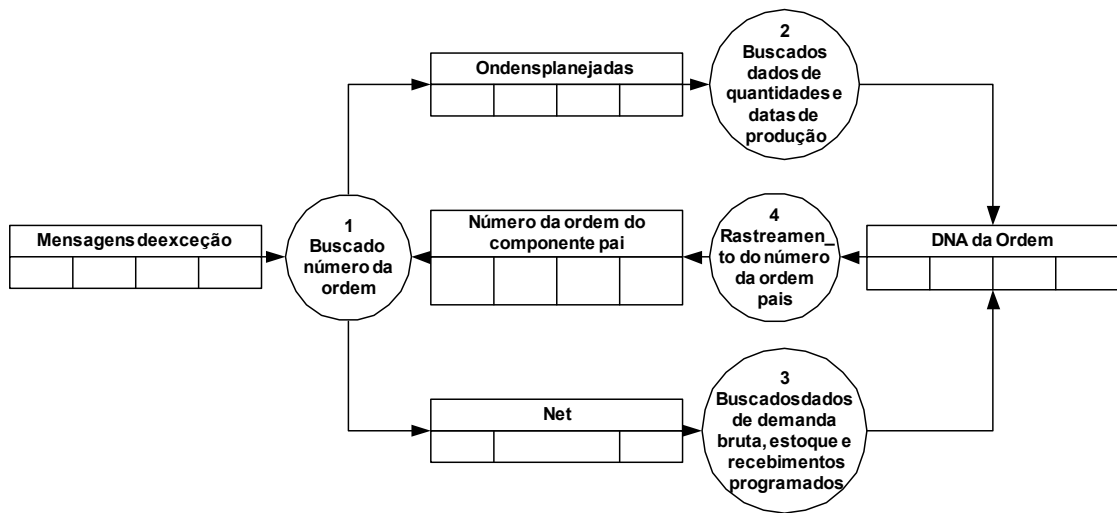 2
Buscados
dados de
quantidades e
datas de
produção
Ondensplanejadas
1
Buscado
número da
ordem
Número da ordem do
componente pai
4
Rastreamen_
to do número
da ordem
pais
Mensagens deexceção
DNA da Ordem
3
Buscadosdados
de demanda
bruta, estoque e
recebimentos
programados
Net